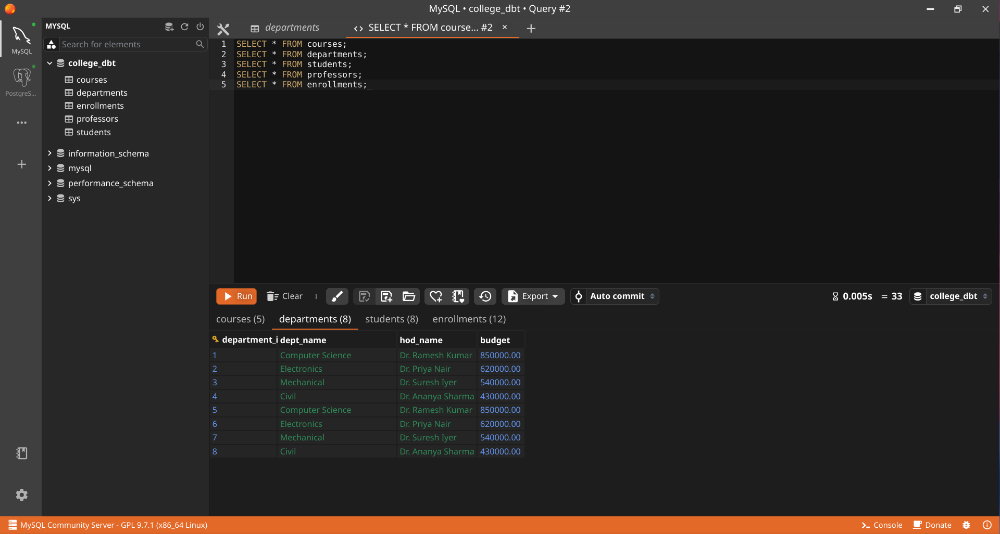 MySQL • college_dbt • Query #2
MySQL
PostgreS...
MYSQL
Search for elements
college_dbt
courses
departments
enrollments
professors
students
information_schema
mysql
performance_schema
sys
departments
SELECT * FROM course... #2
1 SELECT * FROM courses;
2 SELECT * FROM departments;
3 SELECT * FROM students;
4 SELECT * FROM professors;
5 SELECT * FROM enrollments;
Run Clear Export Auto commit 0.005s = 33 college_dbt
courses (5) departments (8) students (8) enrollments (12)
department_i dept_name hod_name budget
1 Computer Science Dr. Ramesh Kumar 850000.00
2 Electronics Dr. Priya Nair 620000.00
3 Mechanical Dr. Suresh Iyer 540000.00
4 Civil Dr. Ananya Sharma 430000.00
5 Computer Science Dr. Ramesh Kumar 850000.00
6 Electronics Dr. Priya Nair 620000.00
7 Mechanical Dr. Suresh Iyer 540000.00
8 Civil Dr. Ananya Sharma 430000.00
MySQL Community Server - GPL 9.7.1 (x86_64 Linux) Console Donate